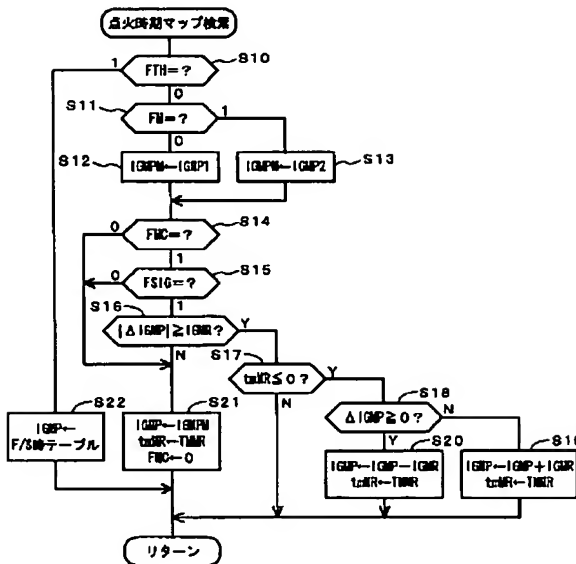 点火時期マップ検索
S10
1
FTH=?
0
S11
FM=?
1
0
S12
IGMPM←IGMP1
S13
IGMPM←IGMP2
S14
0
FMC=?
1
S15
0
FSIG=?
1
S16
|ΔIGMP|≧IGMR?
Y
N
S17
tmMR≦0?
Y
N
S18
ΔIGMP≧0?
N
Y
S22
IGMP←
F/S時テーブル
S21
IGMP←IGMPM
tmMR←TMMR
FMC←0
S20
IGMP←IGMP-IGMR
tmMR←TMMR
S19
IGMP←IGMP+IGMR
tmMR←TMMR
リターン